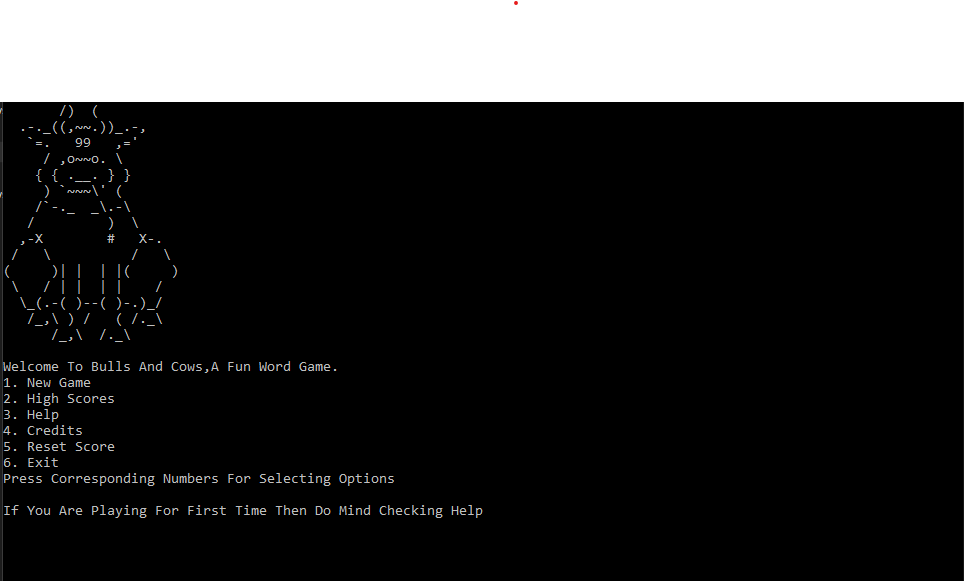 Welcome To Bulls And Cows,A Fun Word Game.
1. New Game
2. High Scores
3. Help
4. Credits
5. Reset Score
6. Exit
Press Corresponding Numbers For Selecting Options
If You Are Playing For First Time Then Do Mind Checking Help